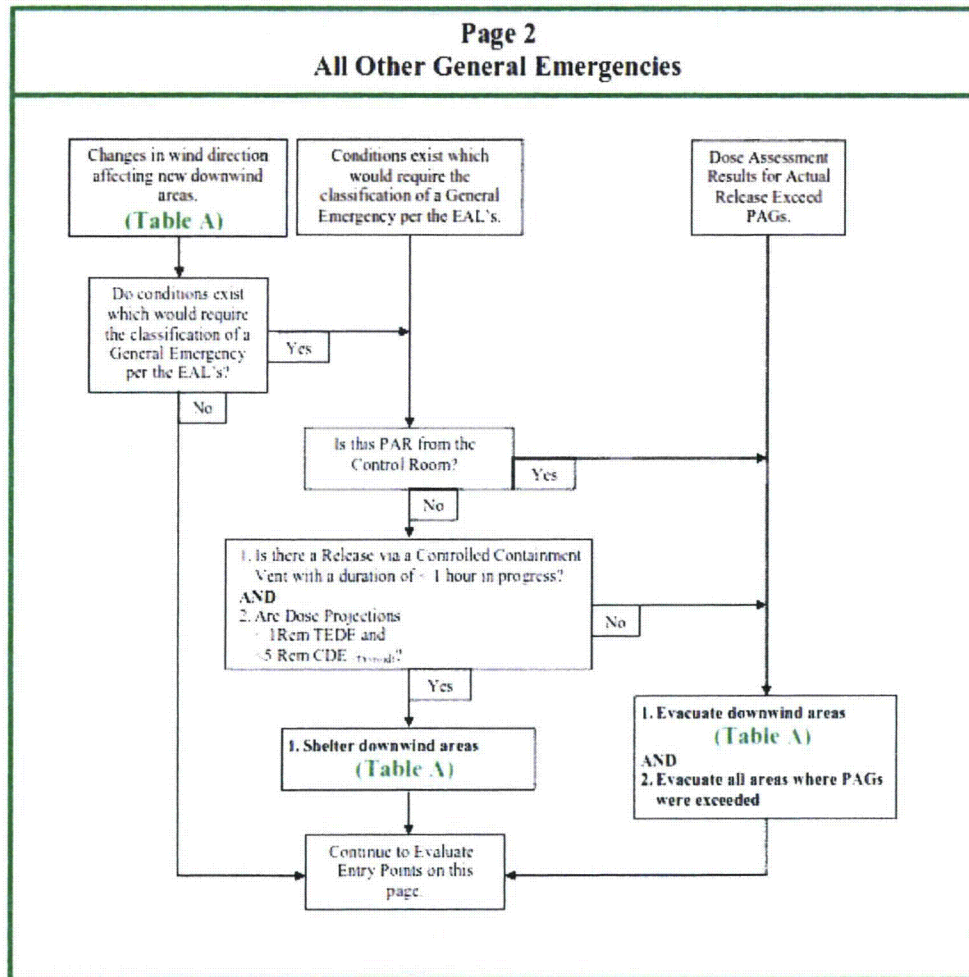 Page 2
All Other General Emergencies
Changes in wind direction
affecting new downwind
areas.
(Table A)
Conditions exist which
would require the
classification of a General
Emergency per the EAL's.
Dose Assessment
Results for Actual
Release Exceed
PAGs.
Do conditions exist
which would require
the classification of a
General Emergency
per the EAL's?
Yes
No
Is this PAR from the
Control Room?
Yes
No
1. Is there a Release via a Controlled Containment
Vent with a duration of 1 hour in progress?
AND
2. Are Dose Projections
1Rem TEDE and
5 Rem CDE
No
Yes
1. Shelter downwind areas
(Table A)
1. Evacuate downwind areas
(Table A)
AND
2. Evacuate all areas where PAGs
were exceeded
Continue to Evaluate
Entry Points on this
page.